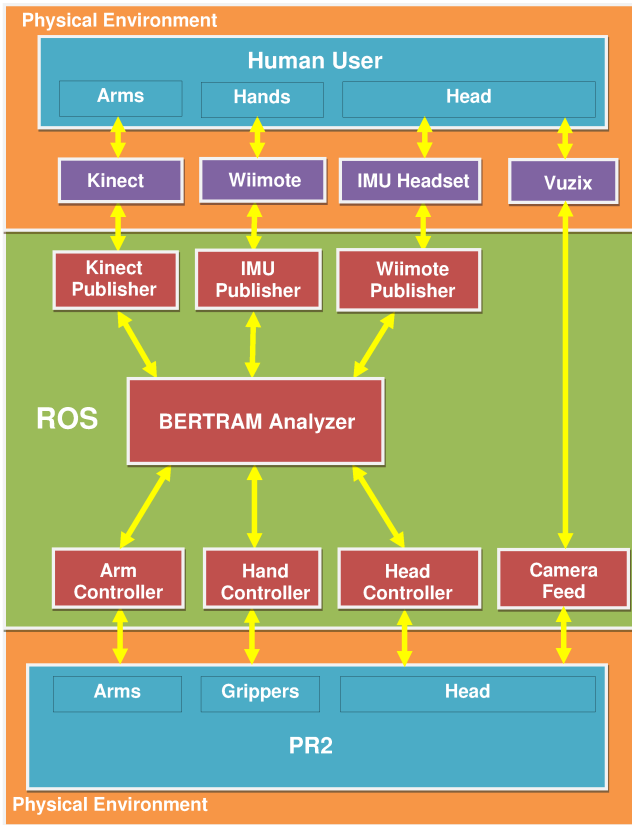 Physical Environment
Human User
Arms
Hands
Head
Kinect
Wiimote
IMU Headset
Vuzix
Kinect
Publisher
IMU
Publisher
Wiimote
Publisher
ROS
BERTRAM Analyzer
Arm
Controller
Hand
Controller
Head
Controller
Camera
Feed
Arms
Grippers
Head
PR2
Physical Environment